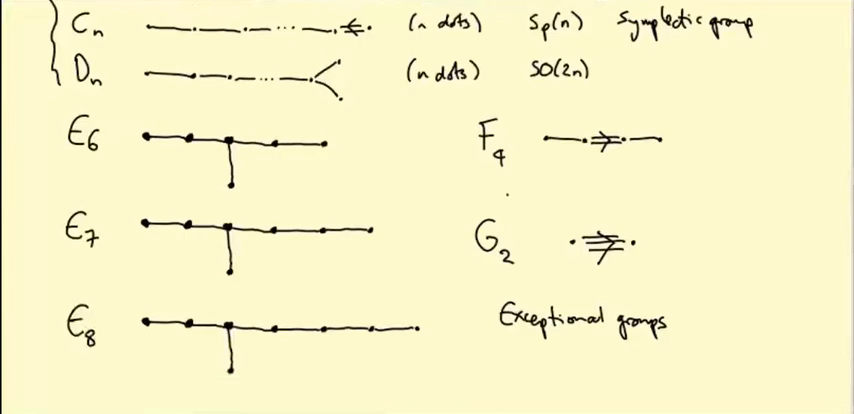 Cn (n dots) Sp(n) Symplectic group
Dn (n dots) SO(2n)
E6 F4
E7 G2
E8 Exceptional groups